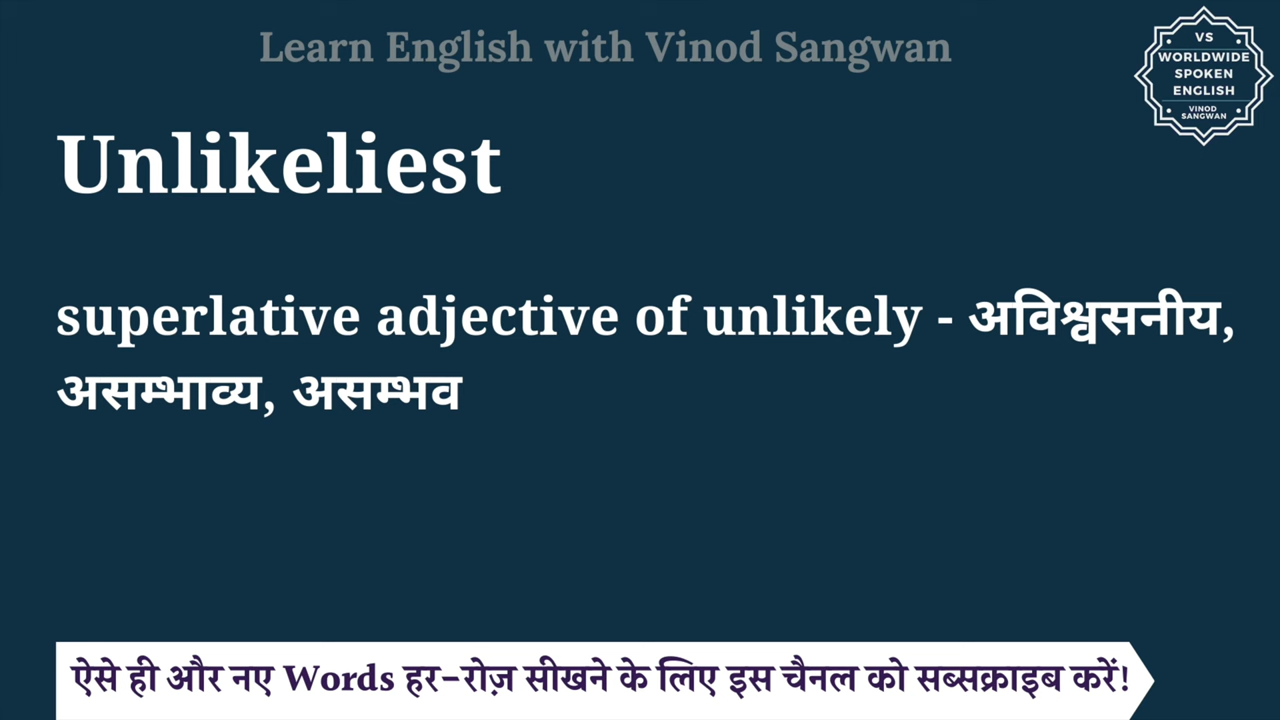 Learn English with Vinod Sangwan
VS
WORLDWIDE
SPOKEN
ENGLISH
VINOD
SANGWAN
Unlikeliest
superlative adjective of unlikely - अविश्वसनीय,
असम्भाव्य, असम्भव
ऐसे ही और नए Words हर-रोज़ सीखने के लिए इस चैनल को सब्सक्राइब करें!